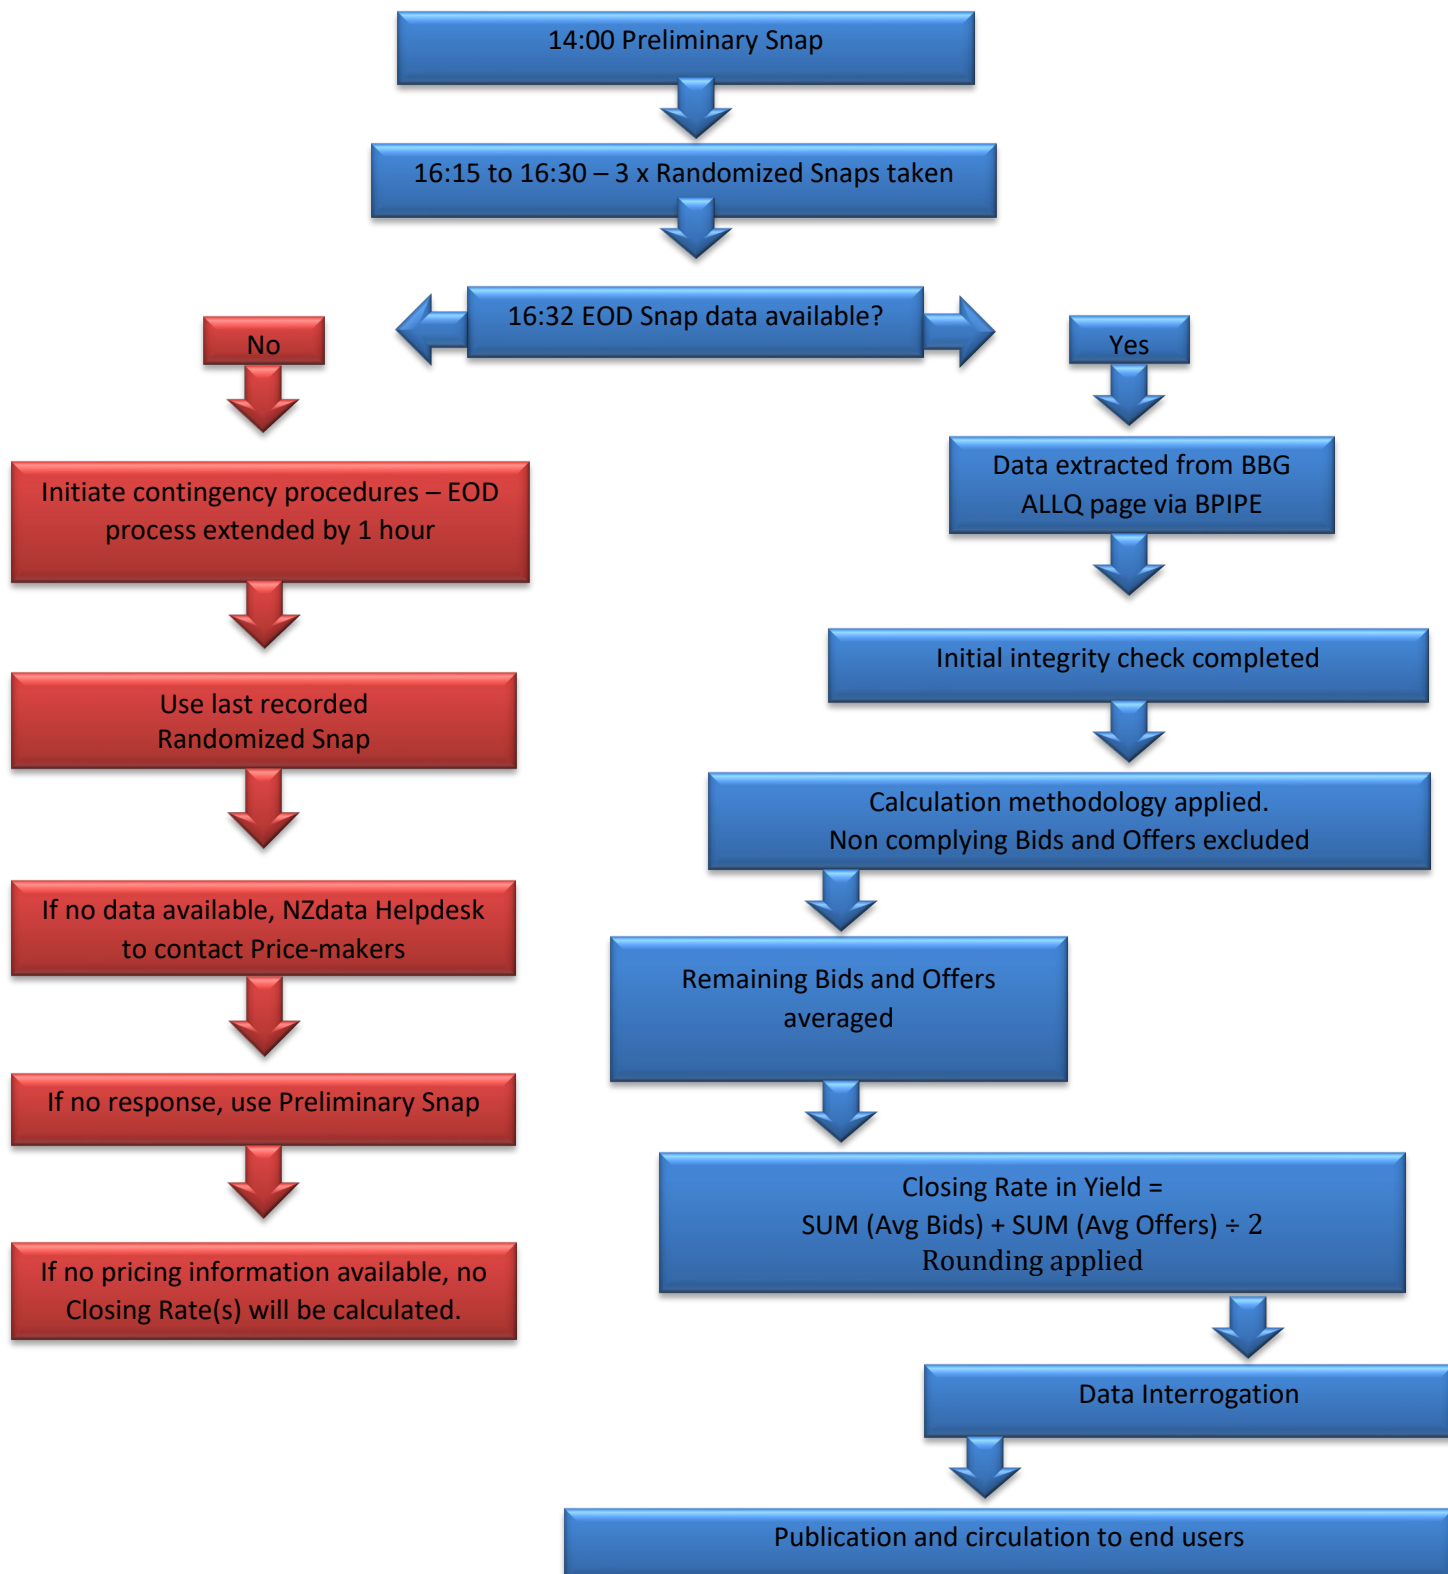 14:00 Preliminary Snap
16:15 to 16:30 – 3 x Randomized Snaps taken
16:32 EOD Snap data available?
No
Initiate contingency procedures – EOD
process extended by 1 hour
Use last recorded
Randomized Snap
If no data available, NZdata Helpdesk
to contact Price-makers
If no response, use Preliminary Snap
If no pricing information available, no
Closing Rate(s) will be calculated.
Yes
Data extracted from BBG
ALLQ page via BPIPE
Initial integrity check completed
Calculation methodology applied.
Non complying Bids and Offers excluded
Remaining Bids and Offers
averaged
Closing Rate in Yield =
SUM (Avg Bids) + SUM (Avg Offers) ÷ 2
Rounding applied
Data Interrogation
Publication and circulation to end users